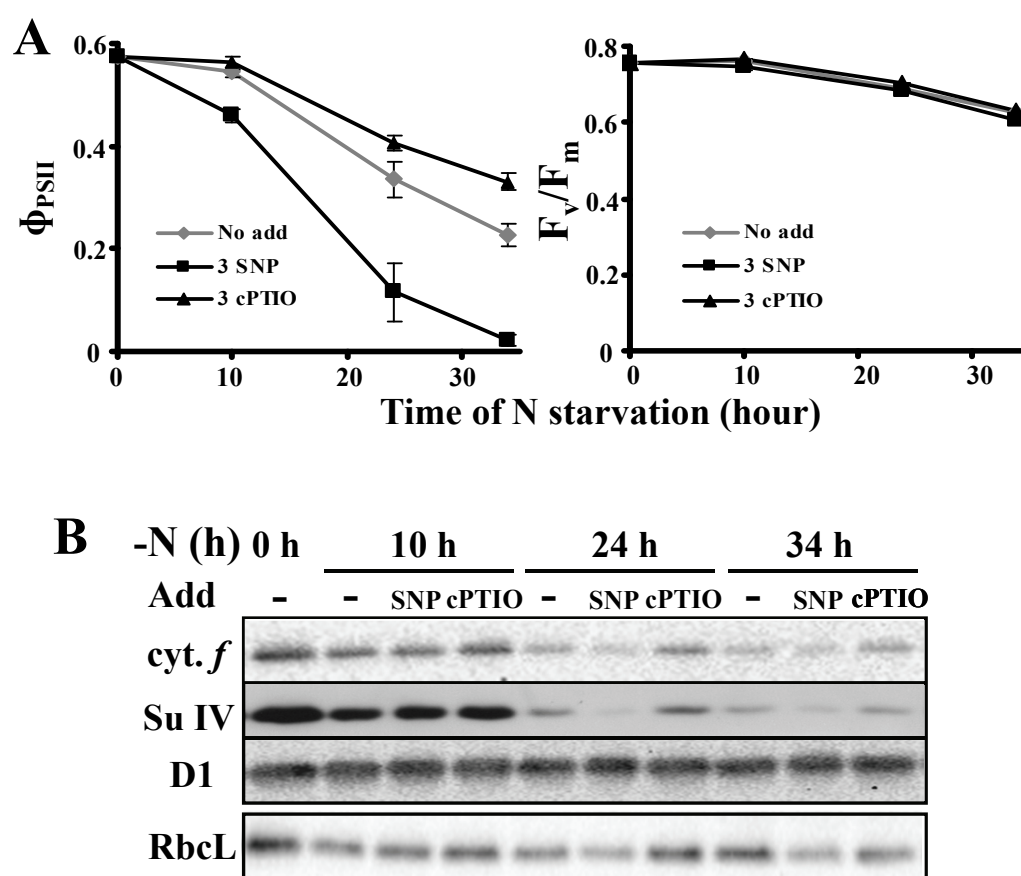 A
0.6
0.4
0.2
0
ϕPSII
No add
3 SNP
3 cPTIO
0 10 20 30
0.8
0.6
0.4
0.2
0
Fv/Fm
No add
3 SNP
3 cPTIO
0 10 20 30
Time of N starvation (hour)
B -N (h) 0 h 10 h 24 h 34 h
Add - - SNP cPTIO - SNP cPTIO - SNP cPTIO
cyt. f
Su IV
D1
RbcL